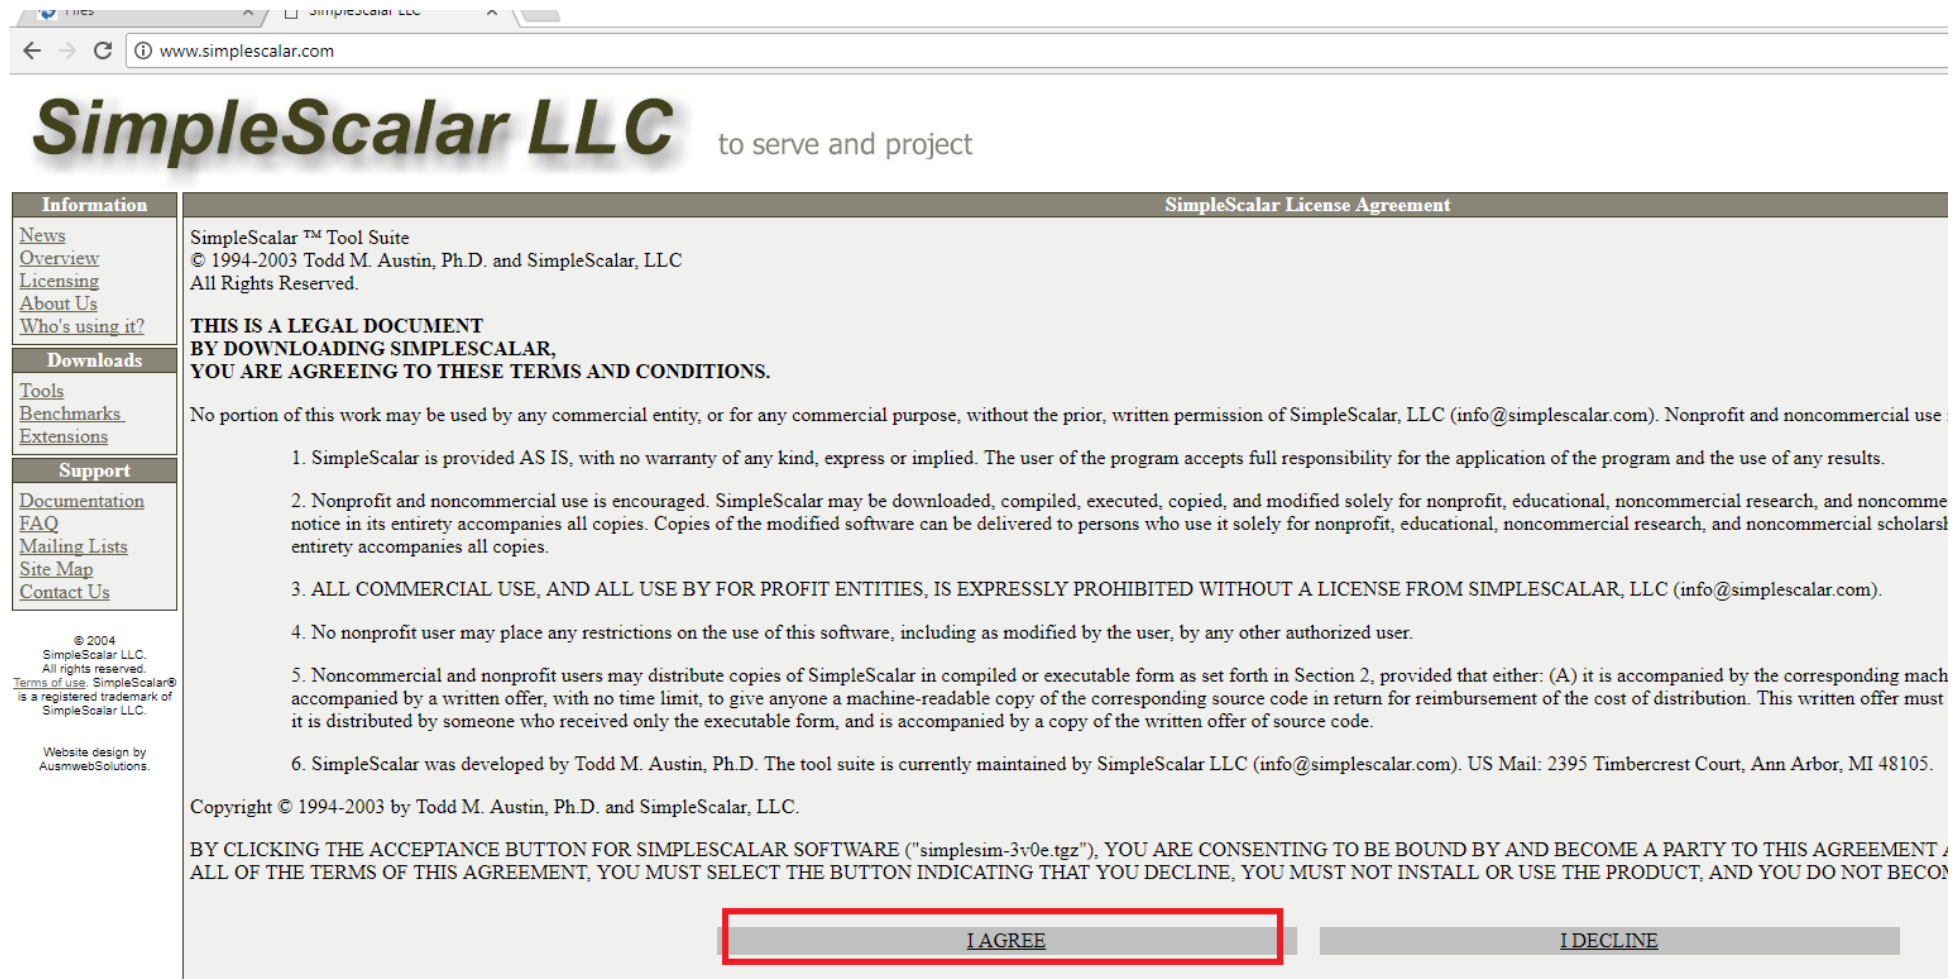 Files
SimpleScalar LLC
www.simplescalar.com
SimpleScalar LLC to serve and project
Information
News
Overview
Licensing
About Us
Who's using it?
Downloads
Tools
Benchmarks
Extensions
Support
Documentation
FAQ
Mailing Lists
Site Map
Contact Us
© 2004
SimpleScalar LLC.
All rights reserved.
Terms of use. SimpleScalar®
is a registered trademark of
SimpleScalar LLC.
Website design by
AusmwebSolutions.
SimpleScalar License Agreement
SimpleScalar ™ Tool Suite
© 1994-2003 Todd M. Austin, Ph.D. and SimpleScalar, LLC
All Rights Reserved.
THIS IS A LEGAL DOCUMENT
BY DOWNLOADING SIMPLESCALAR,
YOU ARE AGREEING TO THESE TERMS AND CONDITIONS.
No portion of this work may be used by any commercial entity, or for any commercial purpose, without the prior, written permission of SimpleScalar, LLC (info@simplescalar.com). Nonprofit and noncommercial use
1. SimpleScalar is provided AS IS, with no warranty of any kind, express or implied. The user of the program accepts full responsibility for the application of the program and the use of any results.
2. Nonprofit and noncommercial use is encouraged. SimpleScalar may be downloaded, compiled, executed, copied, and modified solely for nonprofit, educational, noncommercial research, and noncomme
notice in its entirety accompanies all copies. Copies of the modified software can be delivered to persons who use it solely for nonprofit, educational, noncommercial research, and noncommercial scholars
entirety accompanies all copies.
3. ALL COMMERCIAL USE, AND ALL USE BY FOR PROFIT ENTITIES, IS EXPRESSLY PROHIBITED WITHOUT A LICENSE FROM SIMPLESCALAR, LLC (info@simplescalar.com).
4. No nonprofit user may place any restrictions on the use of this software, including as modified by the user, by any other authorized user.
5. Noncommercial and nonprofit users may distribute copies of SimpleScalar in compiled or executable form as set forth in Section 2, provided that either: (A) it is accompanied by the corresponding mach
accompanied by a written offer, with no time limit, to give anyone a machine-readable copy of the corresponding source code in return for reimbursement of the cost of distribution. This written offer must
it is distributed by someone who received only the executable form, and is accompanied by a copy of the written offer of source code.
6. SimpleScalar was developed by Todd M. Austin, Ph.D. The tool suite is currently maintained by SimpleScalar LLC (info@simplescalar.com). US Mail: 2395 Timbercrest Court, Ann Arbor, MI 48105.
Copyright © 1994-2003 by Todd M. Austin, Ph.D. and SimpleScalar, LLC.
BY CLICKING THE ACCEPTANCE BUTTON FOR SIMPLESCALAR SOFTWARE ("simplesim-3v0e.tgz"), YOU ARE CONSENTING TO BE BOUND BY AND BECOME A PARTY TO THIS AGREEMENT
ALL OF THE TERMS OF THIS AGREEMENT, YOU MUST SELECT THE BUTTON INDICATING THAT YOU DECLINE, YOU MUST NOT INSTALL OR USE THE PRODUCT, AND YOU DO NOT BECO
I AGREE
I DECLINE